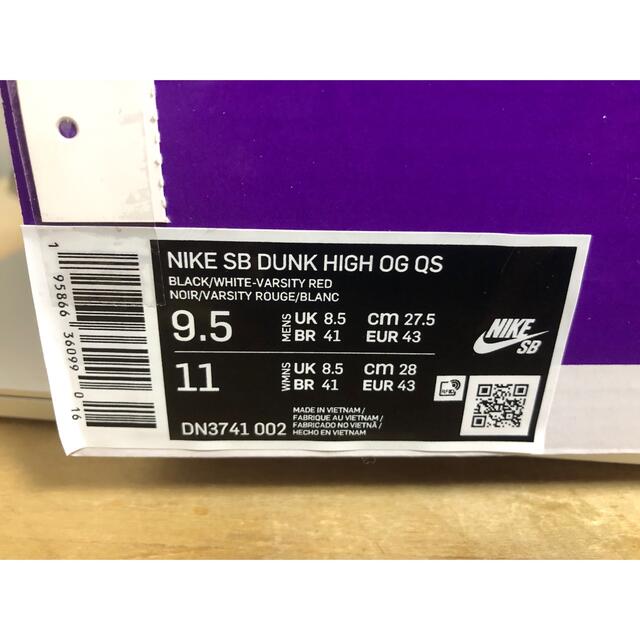 NIKE SB DUNK HIGH OG QS
BLACK/WHITE-VARSITY RED
NOIR/VARSITY ROUGE/BLANC
9.5 MENS UK 8.5 cm 27.5
BR 41 EUR 43
11 WMNS UK 8.5 cm 28
BR 41 EUR 43
DN3741 002
MADE IN VIETNAM /
FABRIQUE AU VIETNAM /
FABRICADO NO VIETNÃ /
HECHO EN VIETNAM
NIKE
SB
RFID
1 95866 36099 0 16